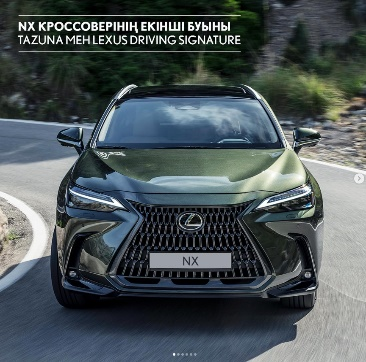 NX КРОССОВЕРІНІҢ ЕКІНШІ БУЫНЫ
TAZUNA МЕН LEXUS DRIVING SIGNATURE
NX